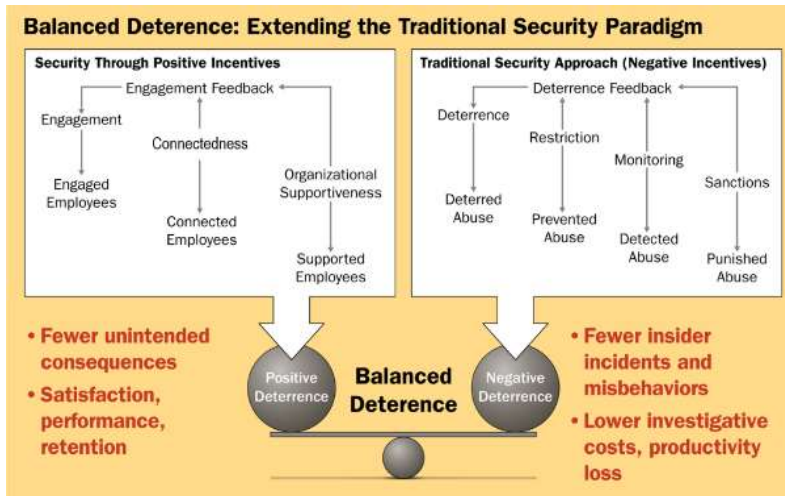 Balanced Deterence: Extending the Traditional Security Paradigm
Security Through Positive Incentives
Engagement Feedback
Engagement
Connectedness
Organizational
Supportiveness
Engaged
Employees
Connected
Employees
Supported
Employees
Traditional Security Approach (Negative Incentives)
Deterrence Feedback
Deterrence
Restriction
Monitoring
Sanctions
Deterred
Abuse
Prevented
Abuse
Detected
Abuse
Punished
Abuse
• Fewer unintended
consequences
• Satisfaction,
performance,
retention
Positive
Deterrence
Balanced
Deterence
Negative
Deterrence
• Fewer insider
incidents and
misbehaviors
• Lower investigative
costs, productivity
loss